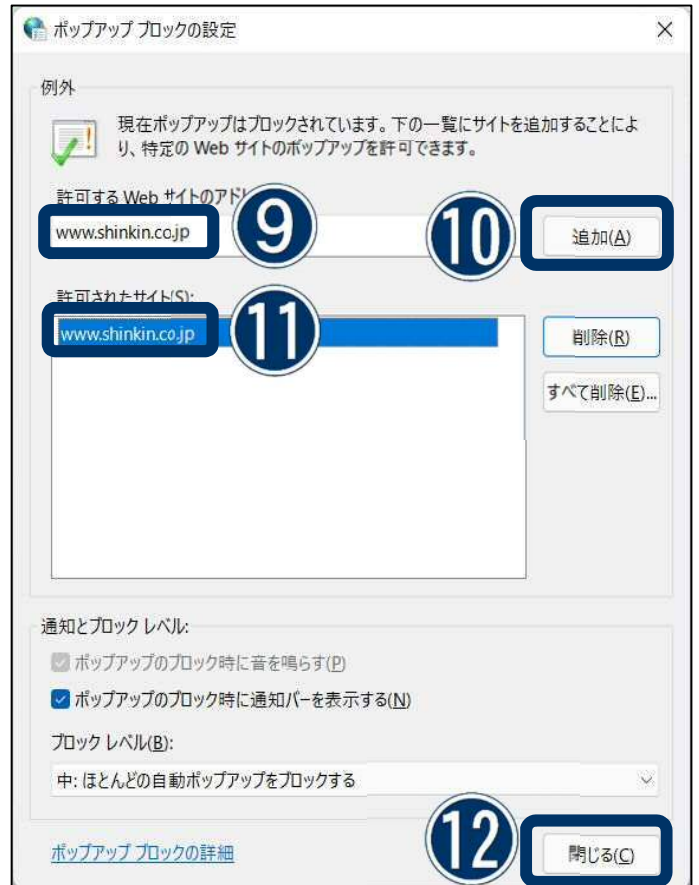 ポップアップ ブロックの設定
例外
現在ポップアップはブロックされています。下の一覧にサイトを追加することによ
り、特定の Web サイトのポップアップを許可できます。
許可する Web サイトのアド
www.shinkin.co.jp
⑨
⑩
追加(A)
許可されたサイト(S):
www.shinkin.co.jp
⑪
削除(R)
すべて削除(E)...
通知とブロック レベル:
ポップアップのブロック時に音を鳴らす(P)
ポップアップのブロック時に通知バーを表示する(N)
ブロック レベル(B):
中: ほとんどの自動ポップアップをブロックする
ポップアップ ブロックの詳細
⑫
閉じる(C)